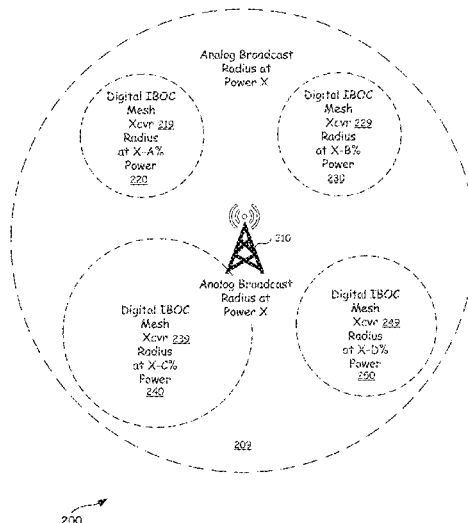 Analog Broadcast
Radius at
Power X
Digital IBOC
Mesh
Xcvr 219
Radius
at X-A%
Power
220
Digital IBOC
Mesh
Xcvr 229
Radius
at X-B%
Power
230
210
Analog Broadcast
Radius at
Power X
Digital IBOC
Mesh
Xcvr 239
Radius
at X-C%
Power
240
Digital IBOC
Mesh
Xcvr 249
Radius
at X-D%
Power
250
209
200